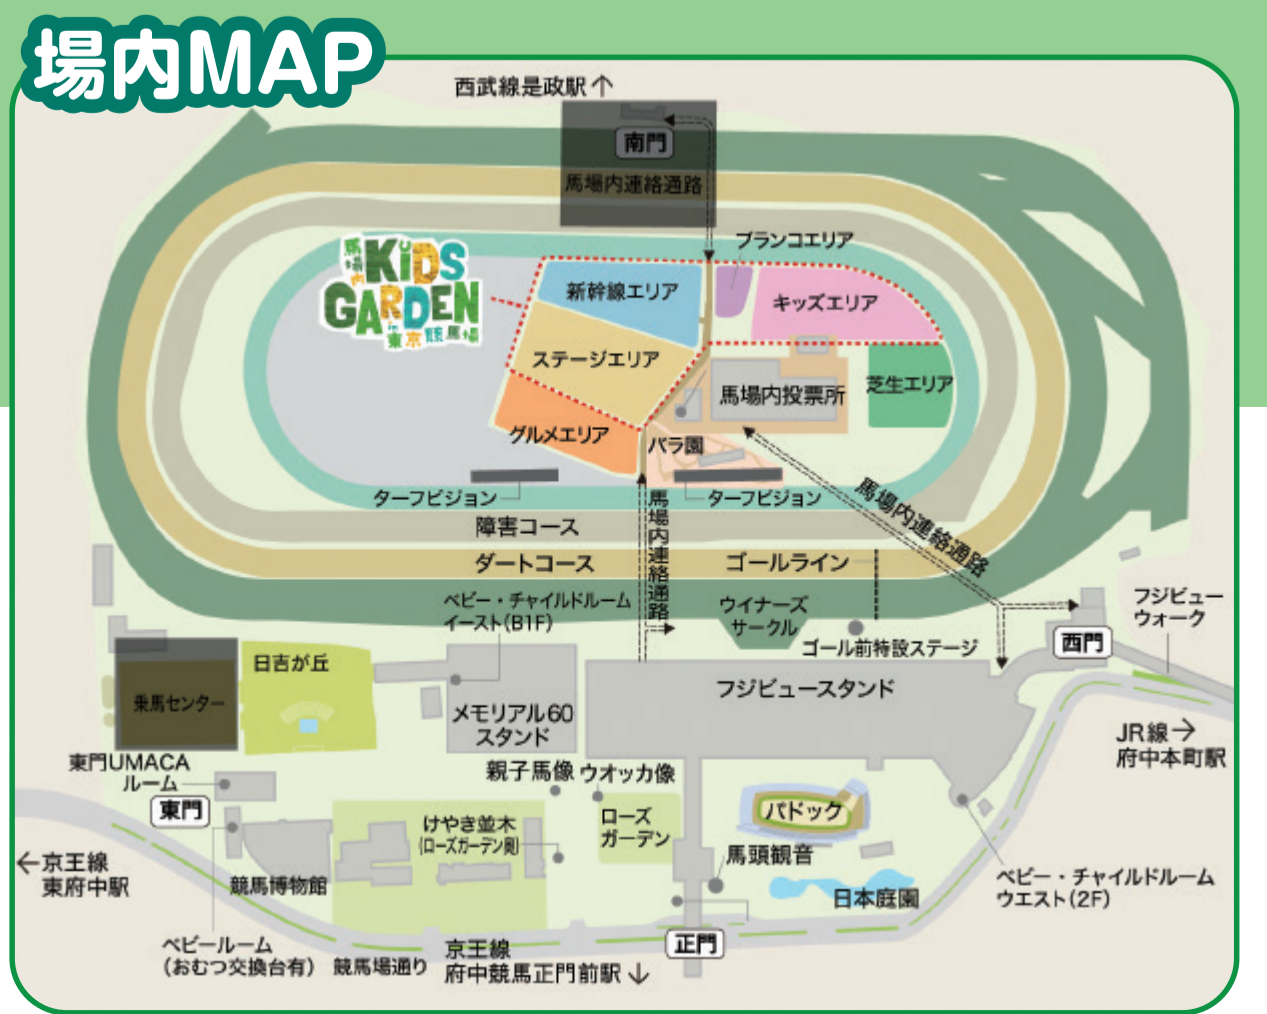 場内MAP
西武線是政駅↑
南門
馬場内連絡通路
馬場内
KIDS
GARDEN
in
東京競馬場
ブランコエリア
新幹線エリア
キッズエリア
ステージエリア
馬場内投票所
芝生エリア
グルメエリア
バラ園
ターフビジョン
ターフビジョン
馬場内連絡通路
馬場内連絡通路
障害コース
ダートコース
ゴールライン
ベビー・チャイルドルーム
イースト(B1F)
ウイナーズ
サークル
ゴール前特設ステージ
フジビュー
ウォーク
西門
日吉が丘
乗馬センター
フジビュースタンド
メモリアル60
スタンド
JR線→
府中本町駅
東門UMACA
ルーム
東門
親子馬像
ウオッカ像
ローズ
ガーデン
パドック
けやき並木
(ローズガーデン側)
馬頭観音
←京王線
東府中駅
競馬博物館
日本庭園
ベビー・チャイルドルーム
ウエスト(2F)
ベビールーム
(おむつ交換台有)
競馬場通り
京王線
府中競馬正門前駅↓
正門